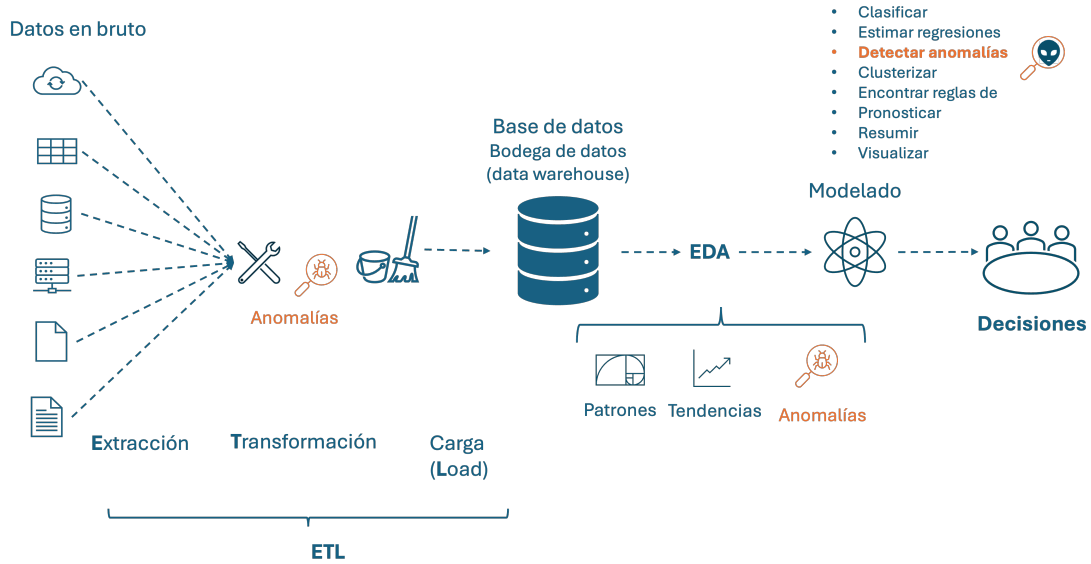 Datos en bruto
Clasificar
Estimar regresiones
Detectar anomalías
Clusterizar
Encontrar reglas de
Pronosticar
Resumir
Visualizar
Base de datos
Bodega de datos
(data warehouse)
Modelado
EDA
Anomalías
Decisiones
Patrones
Tendencias
Anomalías
Extracción
Transformación
Carga
(Load)
ETL